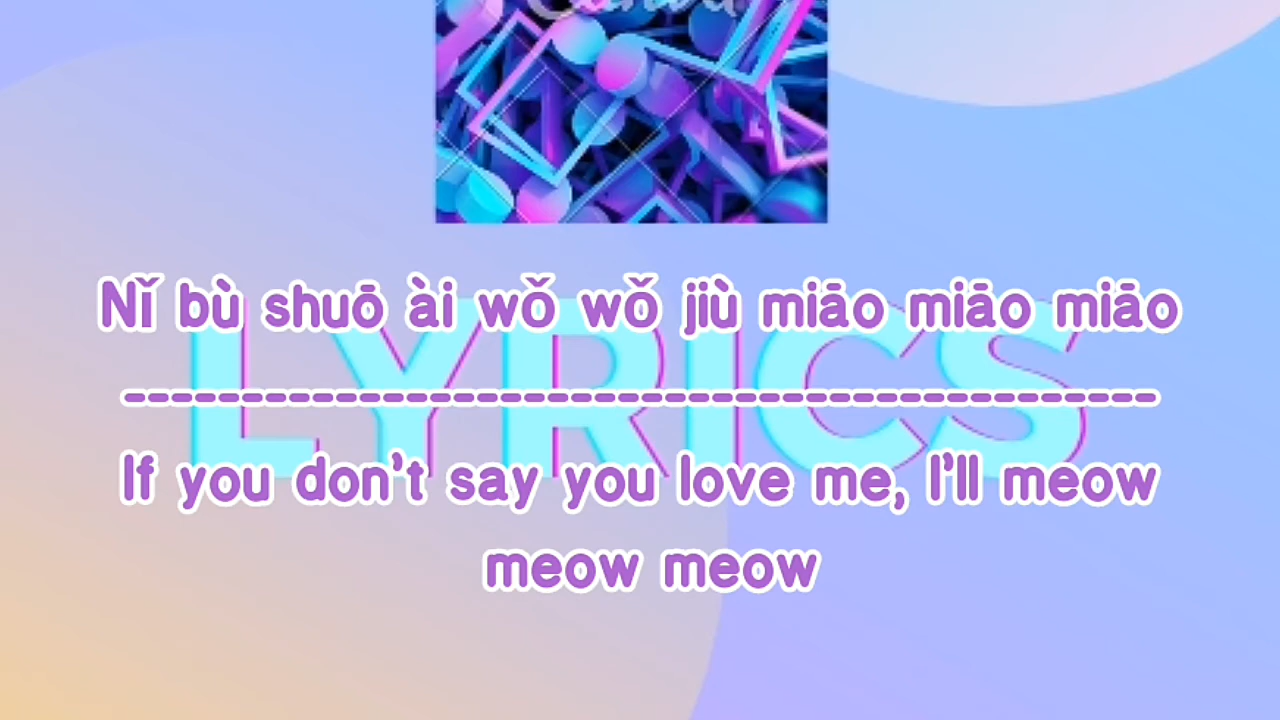 Canva
Nǐ bù shuō ài wǒ wǒ jiù miāo miāo miāo
LYRICS
--------------------------------------------
If you don't say you love me, I'll meow
meow meow